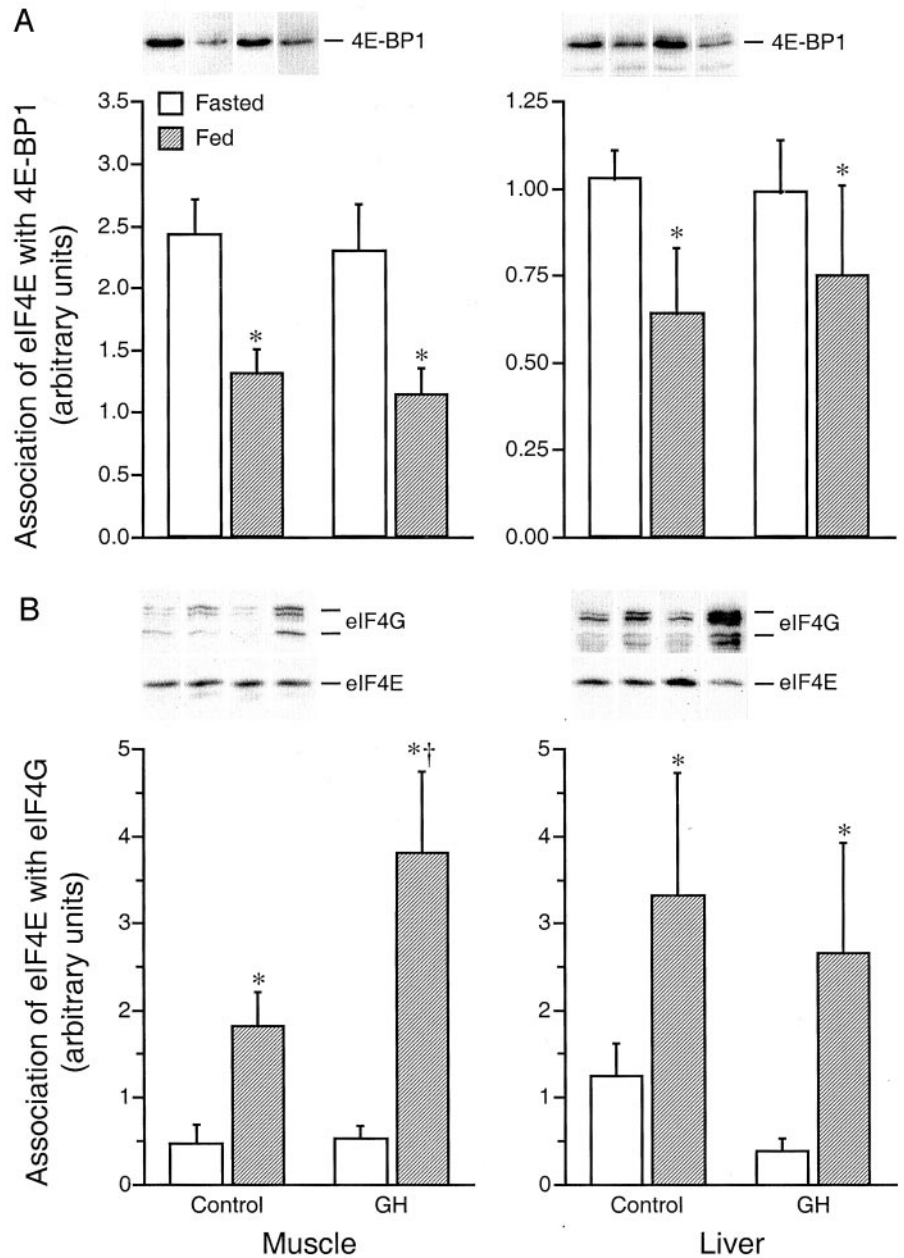 A
4E-BP1
4E-BP1
Association of eIF4E with 4E-BP1
(arbitrary units)
3.5
3.0
2.5
2.0
1.5
1.0
0.5
0.0
Fasted
Fed
*
*
1.25
1.00
0.75
0.50
0.25
0.00
*
*
B
eIF4G
eIF4E
eIF4G
eIF4E
Association of eIF4E with eIF4G
(arbitrary units)
5
4
3
2
1
0
*
*†
5
4
3
2
1
0
*
*
Control GH
Muscle
Control GH
Liver